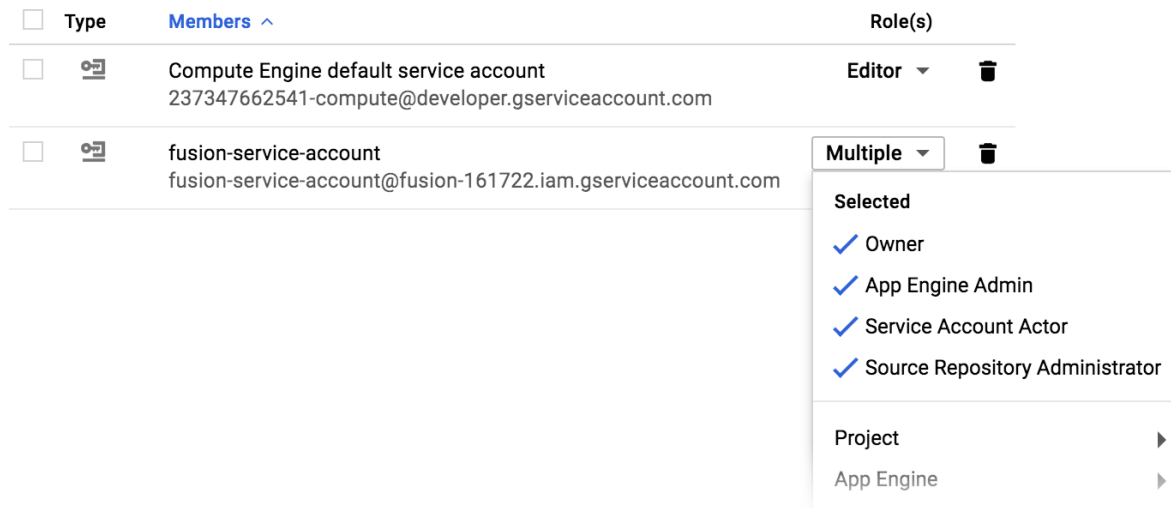 Type Members Role(s)
Compute Engine default service account Editor
237347662541-compute@developer.gserviceaccount.com
fusion-service-account Multiple
fusion-service-account@fusion-161722.iam.gserviceaccount.com
Selected
Owner
App Engine Admin
Service Account Actor
Source Repository Administrator
Project
App Engine